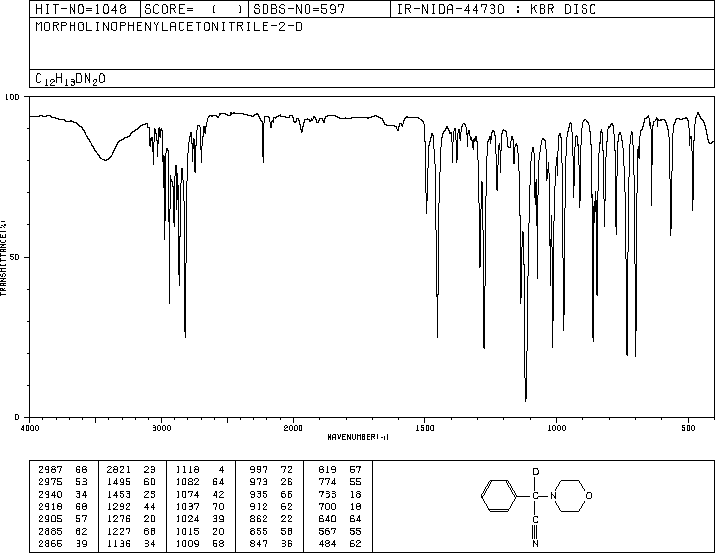 HIT-NO=1048 SCORE= ( ) SDBS-NO=597 IR-NIDA-44730 : KBR DISC
MORPHOLINOPHENYLACETONITRILE-2-D
C12H13DN2O
100
50
0
TRANSMITTANCE(%)
4000 3000 2000 1500 1000 500
WAVENUMBER(-1)
2987 66 2821 23 1118 4 997 72 819 57
2975 53 1495 60 1082 64 973 26 774 55
2940 34 1453 23 1074 42 935 66 733 18
2918 60 1292 44 1037 70 912 62 700 18
2905 57 1276 20 1024 39 862 22 640 64
2885 62 1227 68 1015 20 855 58 567 55
2865 39 1136 34 1009 58 847 36 484 62
D
C N O
C
N